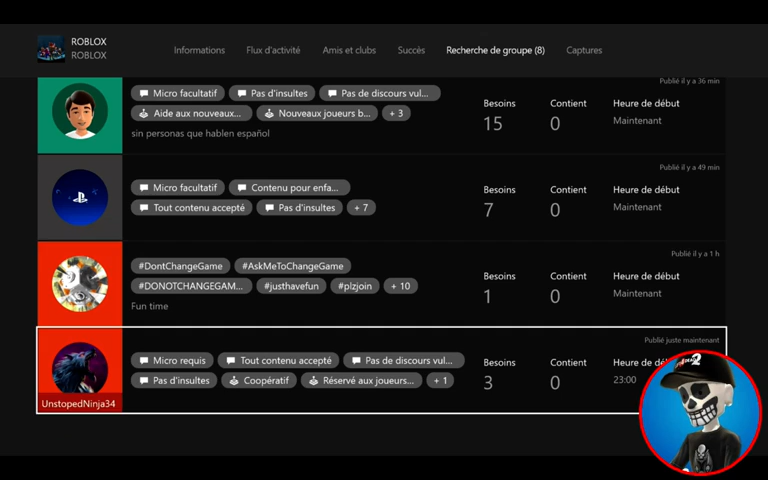 ROBLOX
ROBLOX
Informations
Flux d'activité
Amis et clubs
Succès
Recherche de groupe (8)
Captures
Publié il y a 36 min
Micro facultatif
Pas d'insultes
Pas de discours vul...
Aide aux nouveaux...
Nouveaux joueurs b...
+ 3
sin personas que hablen español
Besoins
15
Contient
0
Heure de début
Maintenant
Publié il y a 49 min
Micro facultatif
Contenu pour enfa...
Tout contenu accepté
Pas d'insultes
+ 7
Besoins
7
Contient
0
Heure de début
Maintenant
Publié il y a 1 h
#DontChangeGame
#AskMeToChangeGame
#DONOTCHANGEGAM...
#justhavefun
#plzjoin
+ 10
Fun time
Besoins
1
Contient
0
Heure de début
Maintenant
Publié juste maintenant
Micro requis
Tout contenu accepté
Pas de discours vul...
Pas d'insultes
Coopératif
Réservé aux joueurs...
+ 1
UnstopedNinja34
Besoins
3
Contient
0
Heure de dé
23:00